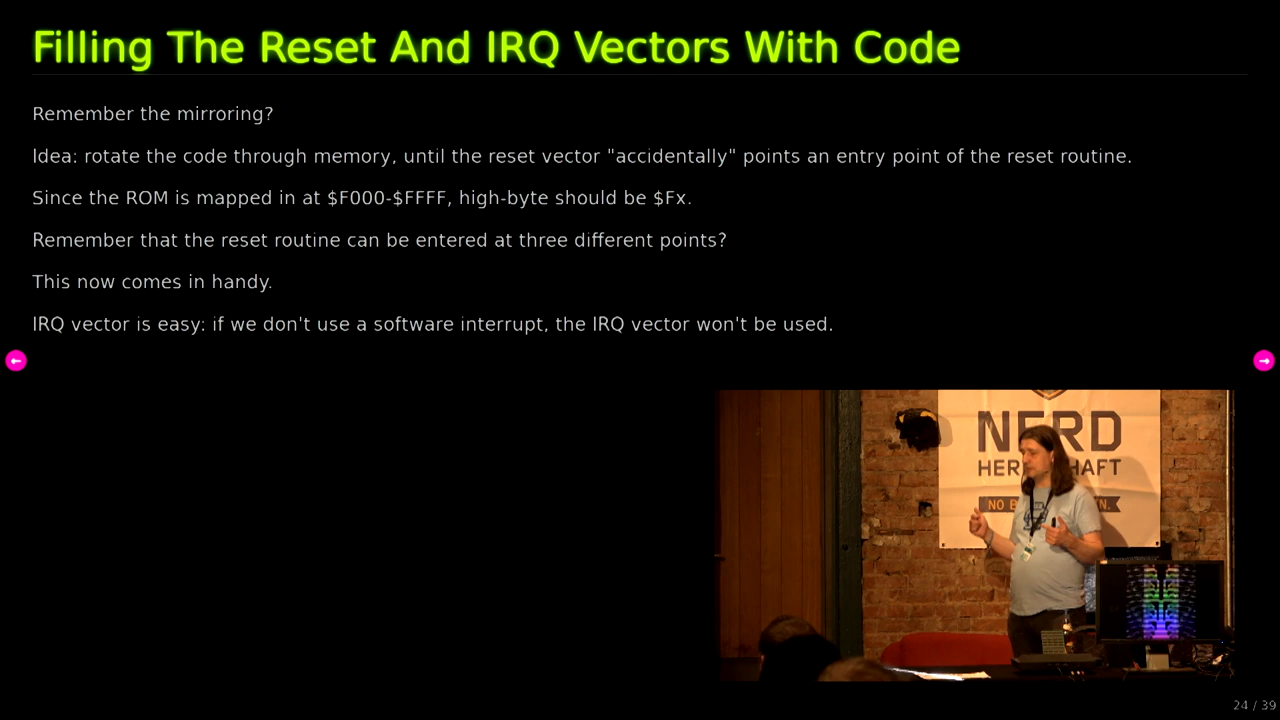 Filling The Reset And IRQ Vectors With Code
Remember the mirroring?
Idea: rotate the code through memory, until the reset vector "accidentally" points an entry point of the reset routine.
Since the ROM is mapped in at $F000-$FFFF, high-byte should be $Fx.
Remember that the reset routine can be entered at three different points?
This now comes in handy.
IRQ vector is easy: if we don't use a software interrupt, the IRQ vector won't be used.
NERD
NO
24 / 39